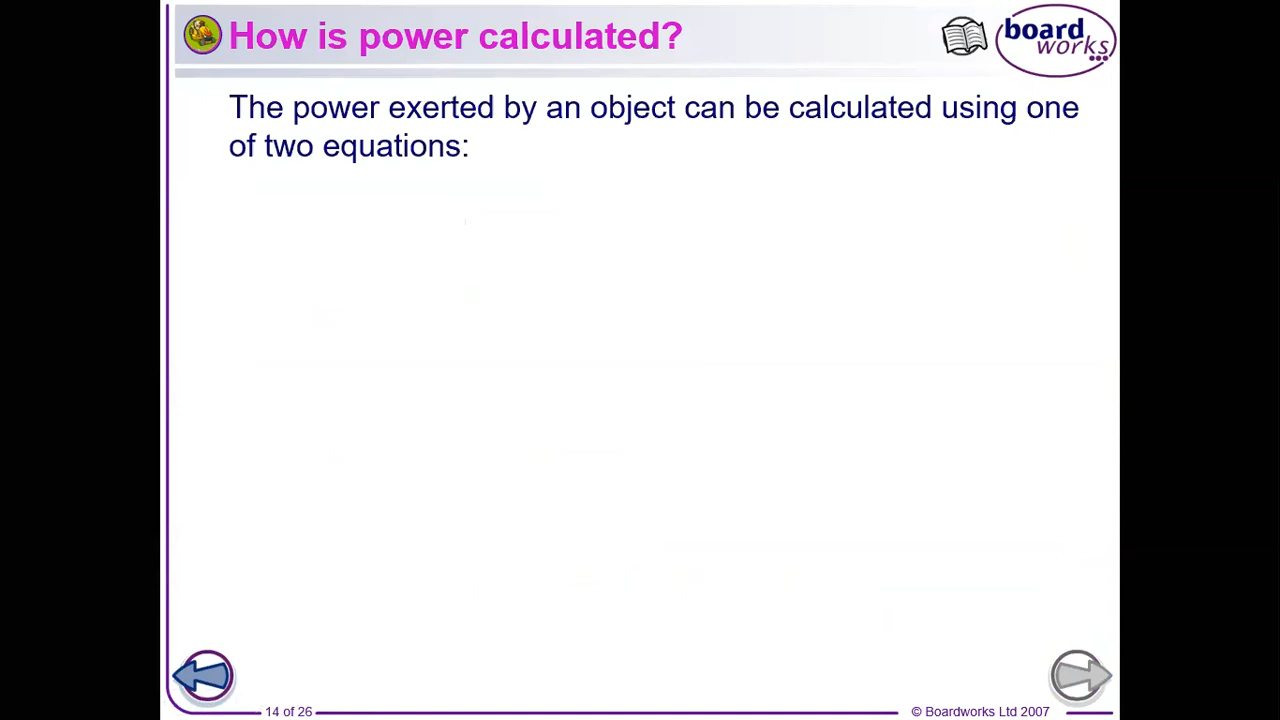 How is power calculated?
board
works
The power exerted by an object can be calculated using one
of two equations:
14 of 26
© Boardworks Ltd 2007